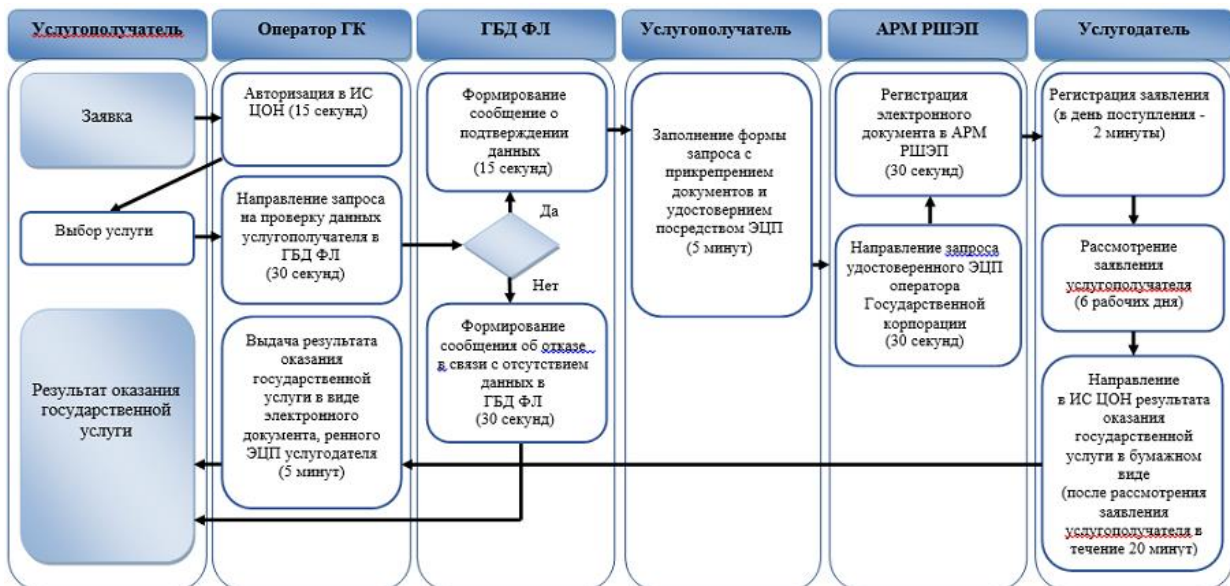 Услугополучатель
Оператор ГК
ГБД ФЛ
Услугополучатель
АРМ РШЭП
Услугодатель
Заявка
Выбор услуги
Результат оказания
государственной
услуги
Авторизация в ИС
ЦОН (15 секунд)
Направление запроса
на проверку данных
услугополучателя в
ГБД ФЛ
(30 секунд)
Выдача результата
оказания
государственной
услуги в виде
электронного
документа, ренного
ЭЦП услугодателя
(5 минут)
Формирование
сообщение о
подтверждении
данных
(15 секунд)
Да
Нет
Формирование
сообщения об отказе
в связи с отсутствием
данных в
ГБД ФЛ
(30 секунд)
Заполнение формы
запроса с
прикрепрением
документов и
удостовернием
посредством ЭЦП
(5 минут)
Регистрация
электронного
документа в АРМ
РШЭП
(30 секунд)
Направление запроса
удостоверенного ЭЦП
оператора
Государственной
корпорации
(30 секунд)
Регистрация заявления
(в день поступления -
2 минуты)
Рассмотрение
заявления
услугополучателя
(6 рабочих дня)
Направление
в ИС ЦОН результата
оказания
государственной
услуги в бумажном
виде
(после рассмотрения
заявления
услугополучателя в
течение 20 минут)